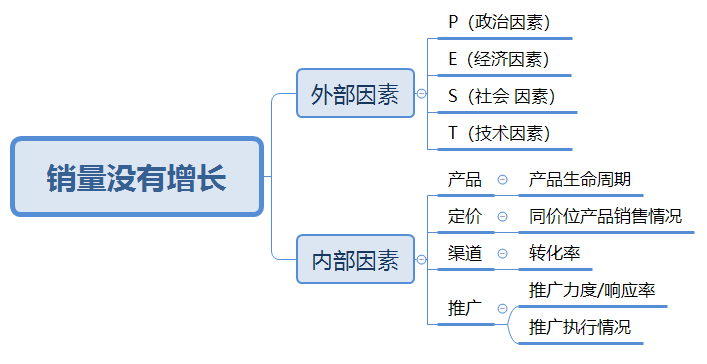 销量没有增长
外部因素
P（政治因素）
E（经济因素）
S（社会 因素）
T（技术因素）
内部因素
产品
产品生命周期
定价
同价位产品销售情况
渠道
转化率
推广
推广力度/响应率
推广执行情况